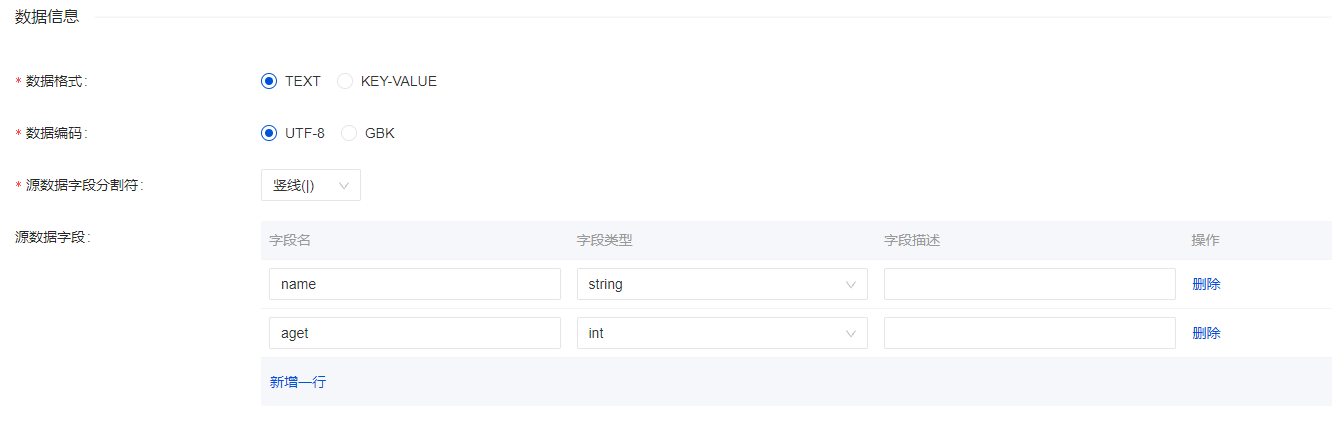 数据信息
* 数据格式: TEXT KEY-VALUE
* 数据编码: UTF-8 GBK
* 源数据字段分割符: 竖线(|)
源数据字段:
字段名 字段类型 字段描述 操作
name string 删除
aget int 删除
新增一行